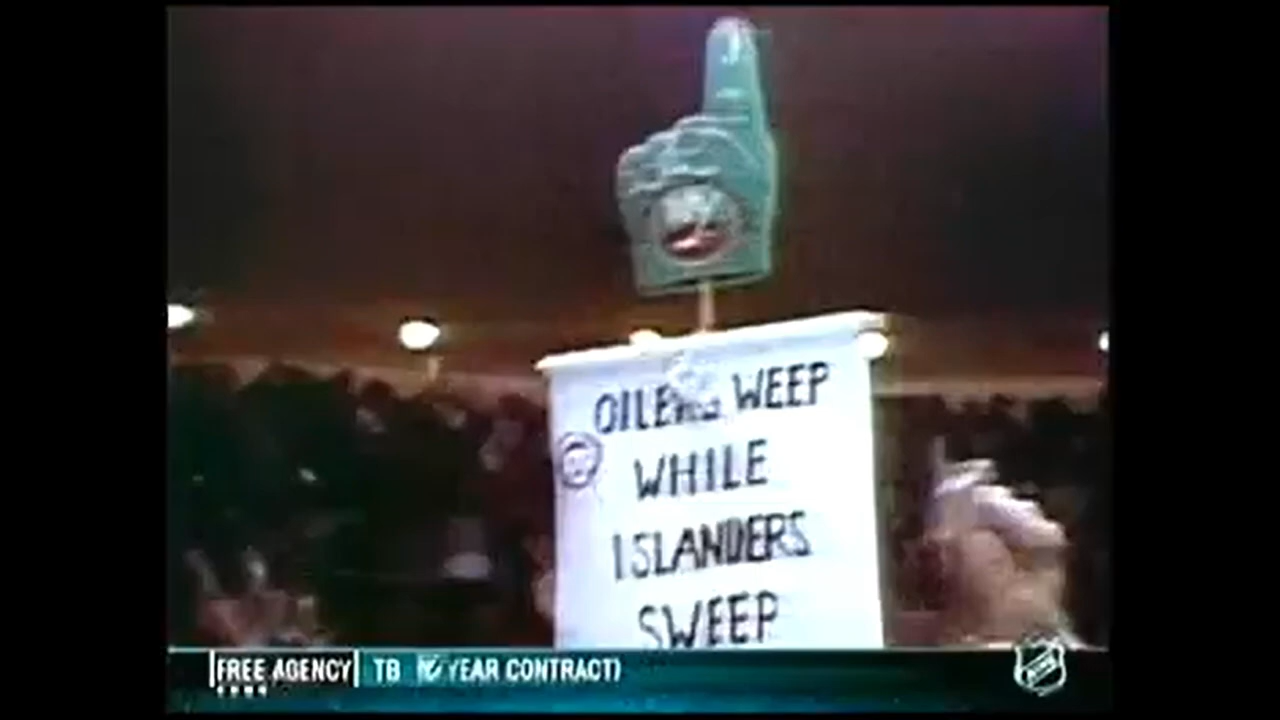 OILERS WEEP
WHILE
ISLANDERS
SWEEP
FREE AGENCY TB YEAR CONTRACT)